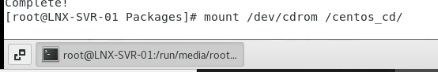 Complete!
[root@LNX-SVR-01 Packages]# mount /dev/cdrom /centos_cd/
root@LNX-SVR-01:/run/media/root...